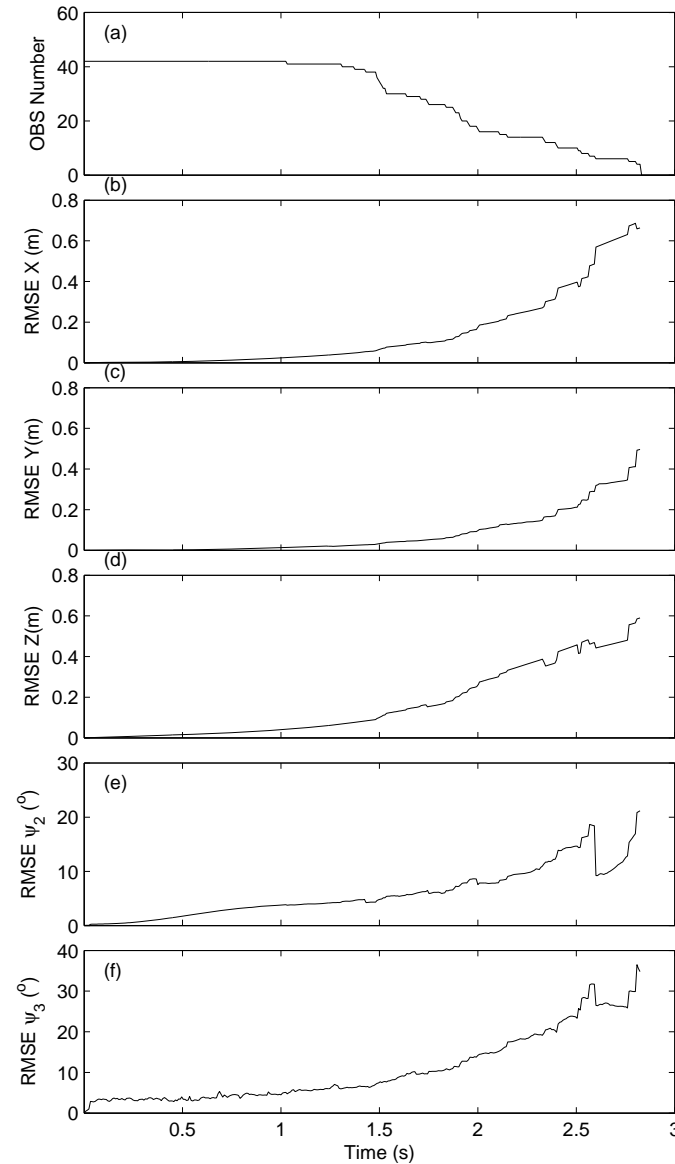 60
(a)
40
20
0
OBS Number
(b)
0.8
0.6
0.4
0.2
0
RMSE X (m)
(c)
0.8
0.6
0.4
0.2
0
RMSE Y(m)
(d)
0.8
0.6
0.4
0.2
0
RMSE Z(m)
(e)
30
20
10
0
RMSE ψ2 (o)
(f)
40
30
20
10
0
RMSE ψ3 (o)
0.5 1 1.5 2 2.5 3
Time (s)